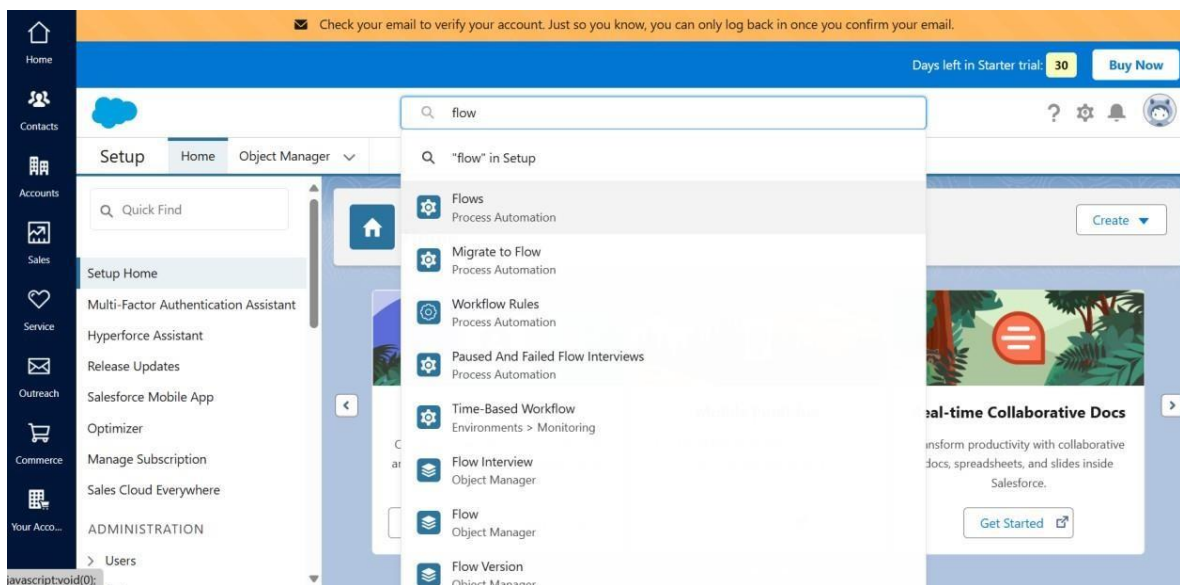 Check your email to verify your account. Just so you know, you can only log back in once you confirm your email.
Home
Days left in Starter trial: 30
Buy Now
Contacts
flow
Setup
Home
Object Manager
Accounts
Quick Find
Sales
Setup Home
Multi-Factor Authentication Assistant
Service
Hyperforce Assistant
Release Updates
Outreach
Salesforce Mobile App
Optimizer
Commerce
Manage Subscription
Sales Cloud Everywhere
Your Acco...
ADMINISTRATION
Users
javascript:void(0);
"flow" in Setup
Flows
Process Automation
Migrate to Flow
Process Automation
Workflow Rules
Process Automation
Paused And Failed Flow Interviews
Process Automation
Time-Based Workflow
Environments > Monitoring
Flow Interview
Object Manager
Flow
Object Manager
Flow Version
Object Manager
Create
Collaborative Docs
productivity with collaborative
docs, spreadsheets, and slides inside
Salesforce.
Get Started